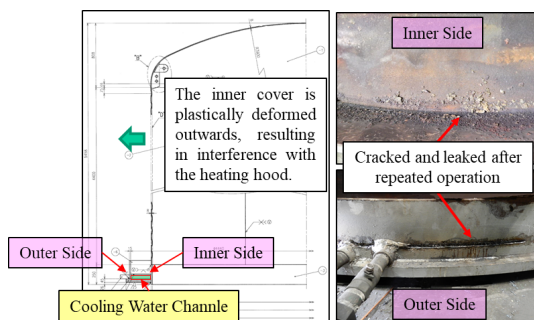 The inner cover is
plastically deformed
outwards, resulting
in interference with
the heating hood.
Outer Side
Inner Side
Cooling Water Channle
Inner Side
Cracked and leaked after
repeated operation
Outer Side